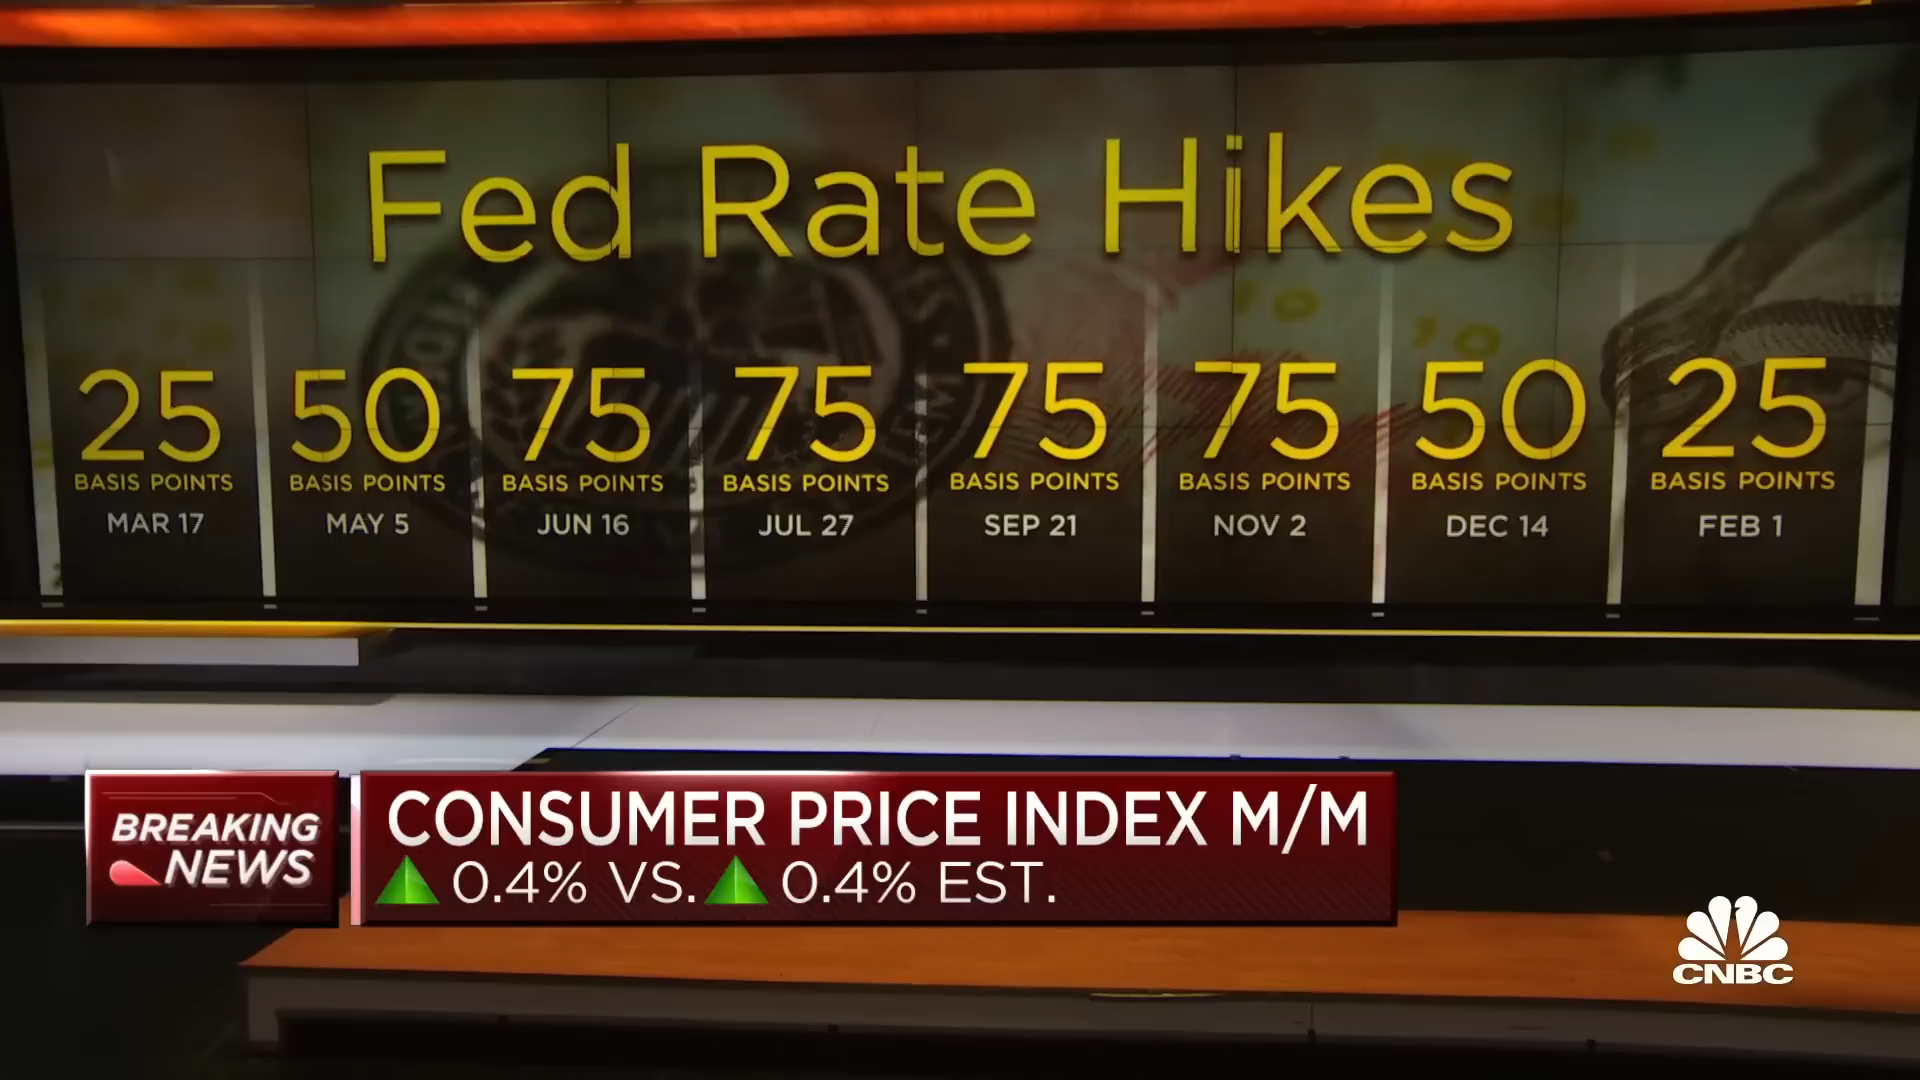 Fed Rate Hikes
25 50 75 75 75 75 50 25
BASIS POINTS BASIS POINTS BASIS POINTS BASIS POINTS BASIS POINTS BASIS POINTS BASIS POINTS BASIS POINTS
MAR 17 MAY 5 JUN 16 JUL 27 SEP 21 NOV 2 DEC 14 FEB 1
BREAKING
NEWS
CONSUMER PRICE INDEX M/M
0.4% VS. 0.4% EST.
CNBC